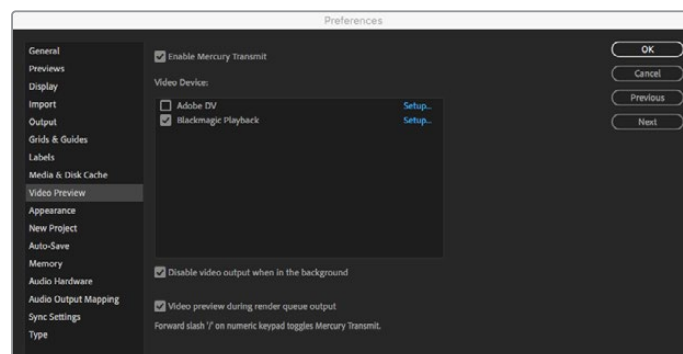 Preferences
General
Previews
Display
Import
Output
Grids & Guides
Labels
Media & Disk Cache
Video Preview
Appearance
New Project
Auto-Save
Memory
Audio Hardware
Audio Output Mapping
Sync Settings
Type
Enable Mercury Transmit
Video Device:
Adobe DV Setup...
Blackmagic Playback Setup...
Disable video output when in the background
Video preview during render queue output
Forward slash '/' on numeric keypad toggles Mercury Transmit.
OK
Cancel
Previous
Next